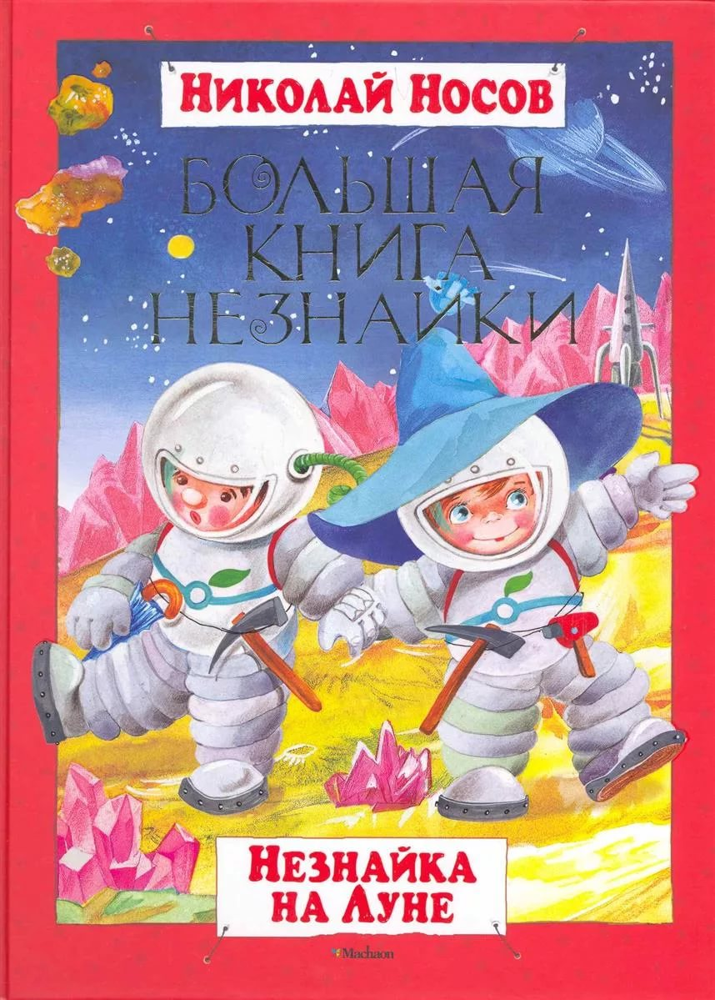 Николай Носов
Большая
книга
Незнайки
Незнайка
на Луне
Machaon